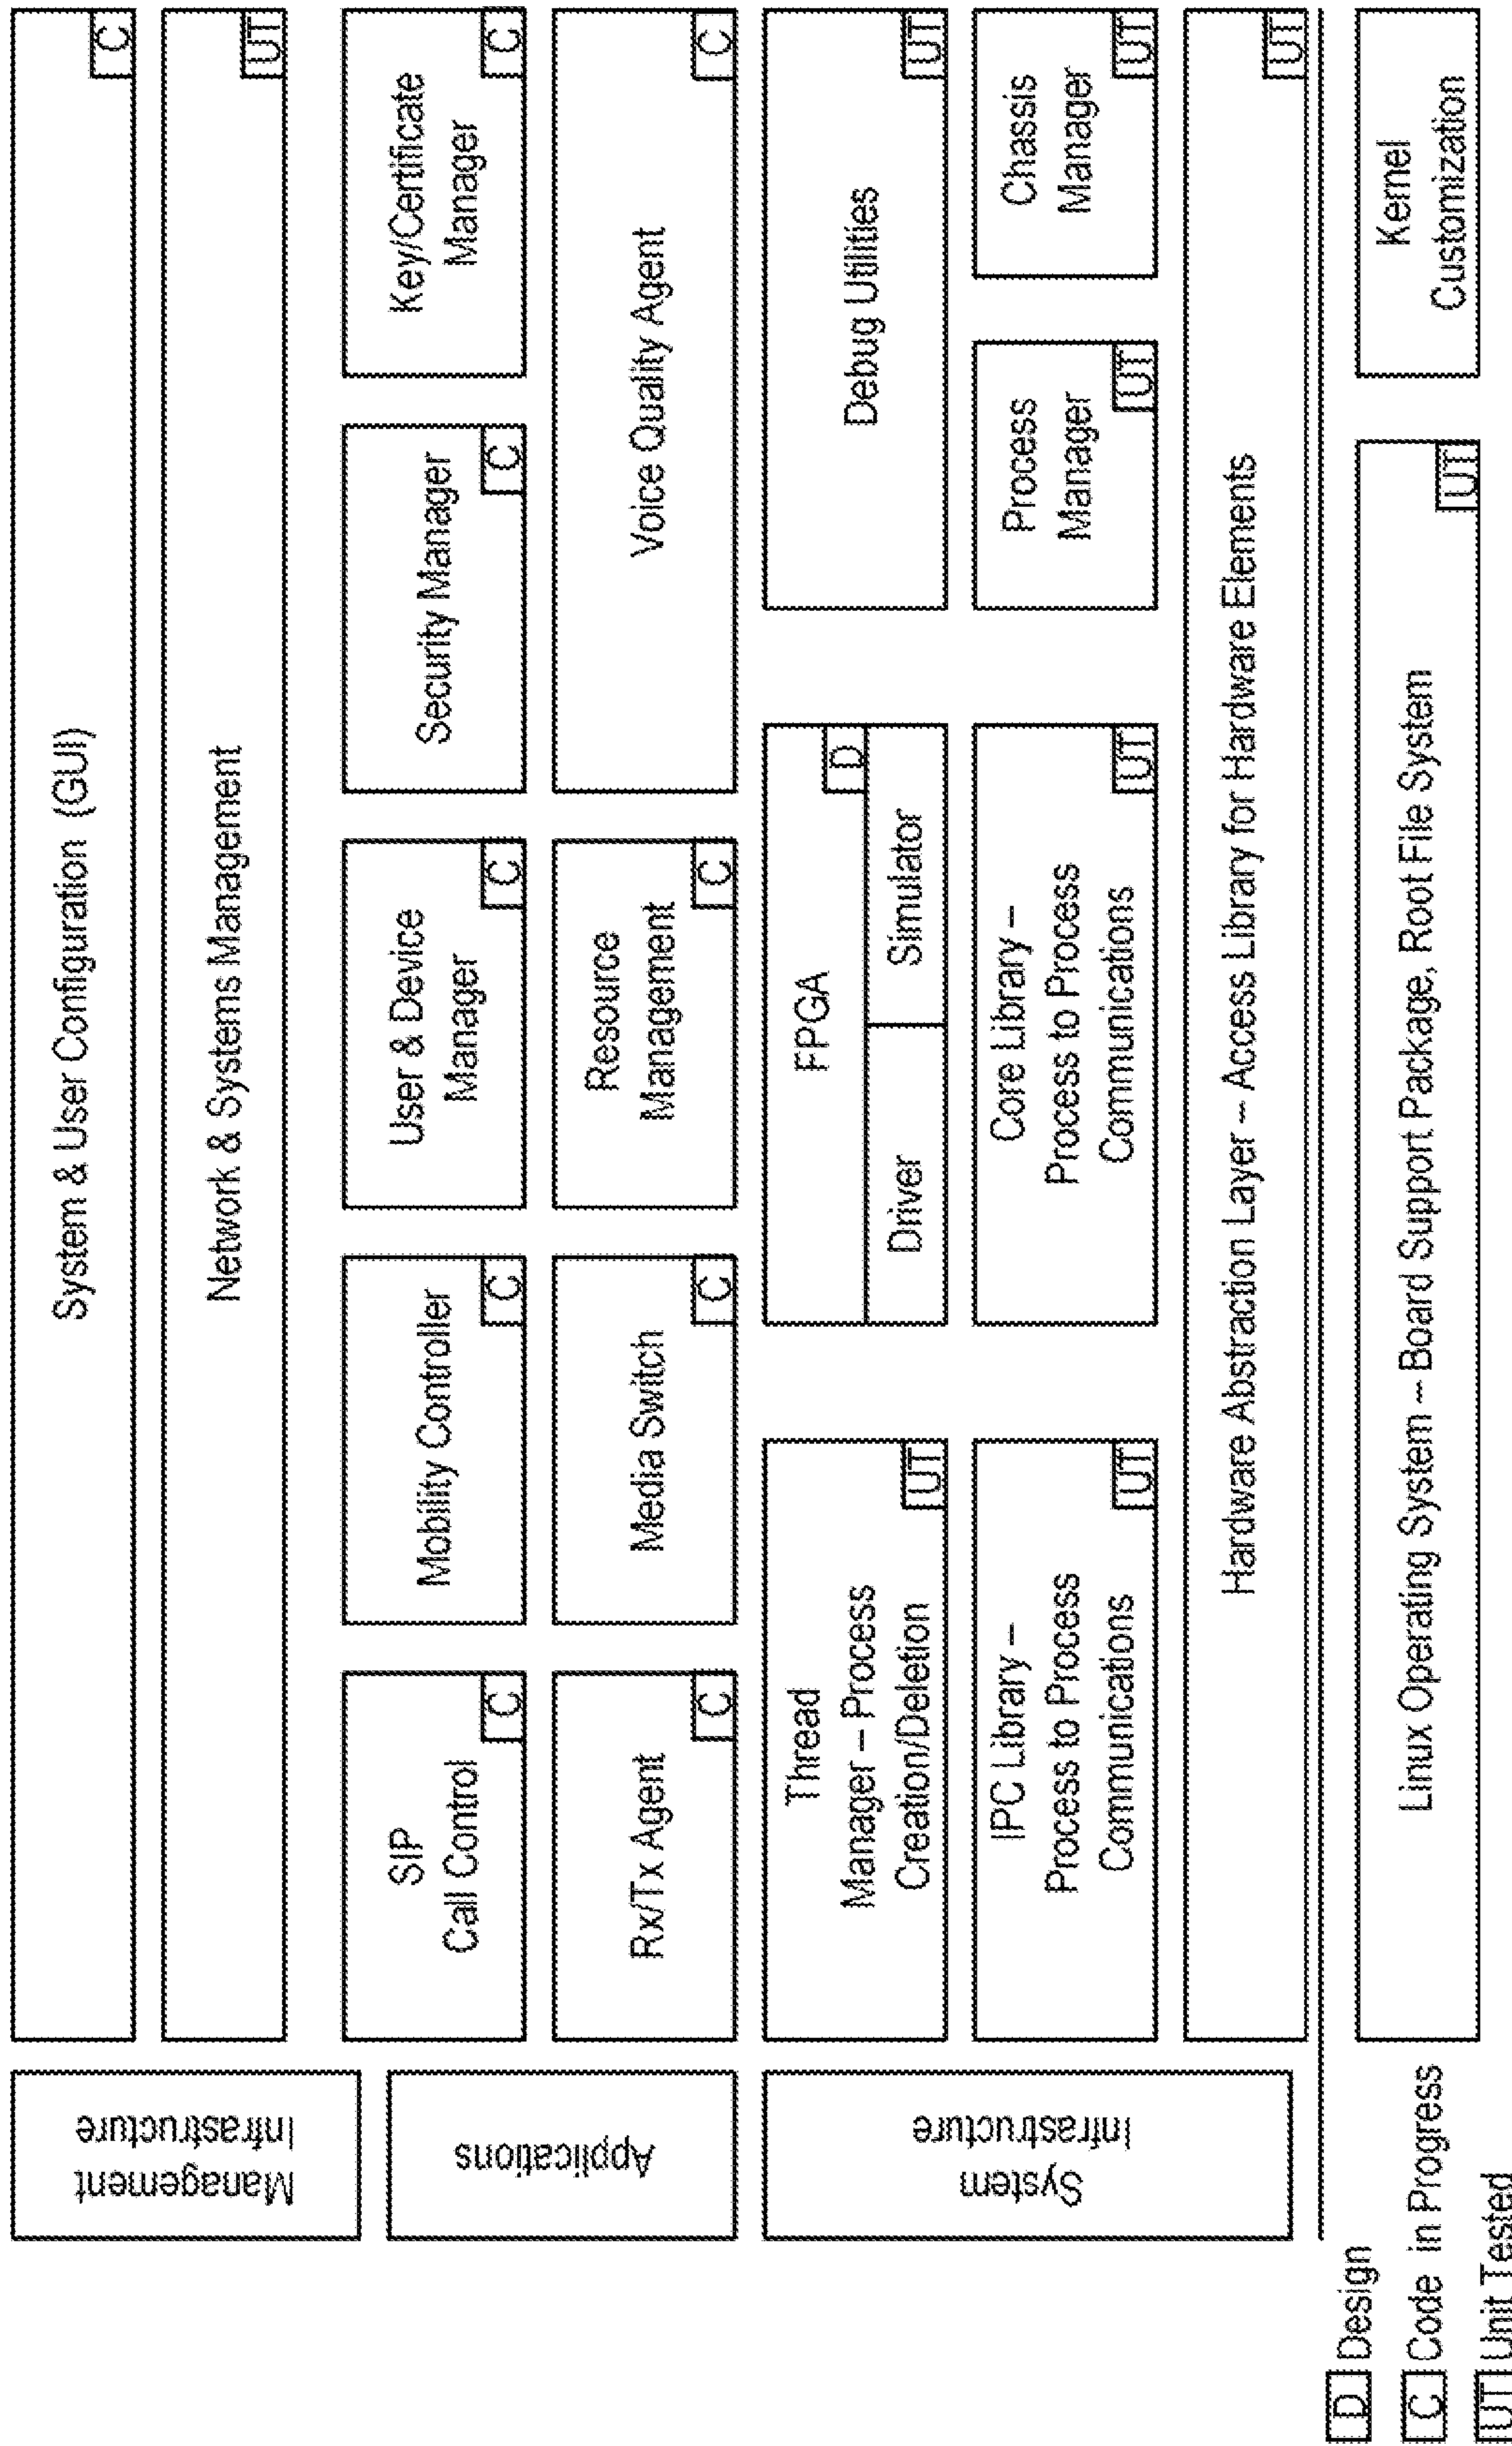 System & User Configuration (GUI)
C
Network & Systems Management
UT
Management
Infrastructure
SIP
Call Control
C
Mobility Controller
C
User & Device
Manager
C
Security Manager
C
Key/Certificate
Manager
C
Applications
Rx/Tx Agent
C
Media Switch
C
Resource
Management
C
Voice Quality Agent
C
System
Infrastructure
Thread
Manager – Process
Creation/Deletion
UT
FPGA
D
Driver
Simulator
Debug Utilities
UT
IPC Library –
Process to Process
Communications
UT
Core Library –
Process to Process
Communications
UT
Process
Manager
UT
Chassis
Manager
UT
Hardware Abstraction Layer – Access Library for Hardware Elements
UT
Linux Operating System – Board Support Package, Root File System
UT
Kernel
Customization
D Design
C Code in Progress
UT Unit Tested